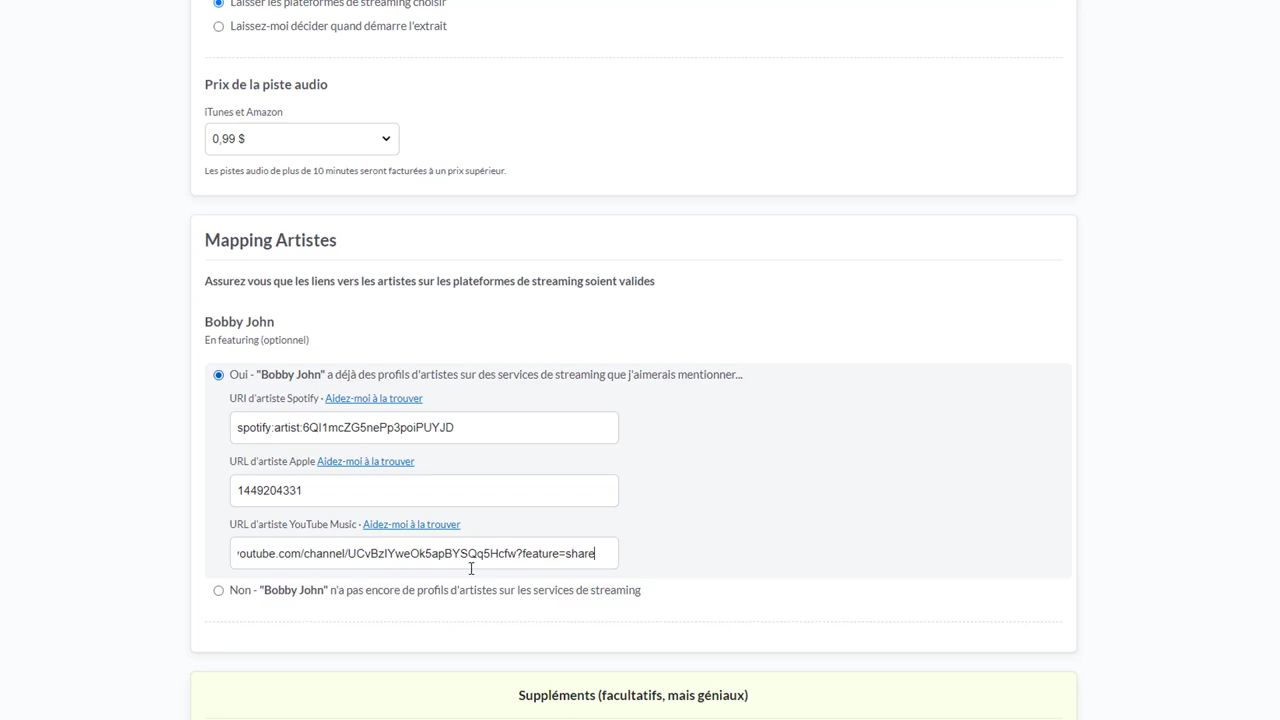 Laisser les plateformes de streaming choisir
Laissez-moi décider quand démarre l'extrait
Prix de la piste audio
iTunes et Amazon
0,99 $
Les pistes audio de plus de 10 minutes seront facturées à un prix supérieur.
Mapping Artistes
Assurez vous que les liens vers les artistes sur les plateformes de streaming soient valides
Bobby John
En featuring (optionnel)
Oui - "Bobby John" a déjà des profils d'artistes sur des services de streaming que j'aimerais mentionner...
URI d'artiste Spotify · Aidez-moi à la trouver
spotify:artist:6QI1mcZG5nePp3poiPUYJD
URL d'artiste Apple Aidez-moi à la trouver
1449204331
URL d'artiste YouTube Music · Aidez-moi à la trouver
youtube.com/channel/UCvBzIYweOk5apBYSQq5Hcfw?feature=share
Non - "Bobby John" n'a pas encore de profils d'artistes sur les services de streaming
Suppléments (facultatifs, mais géniaux)